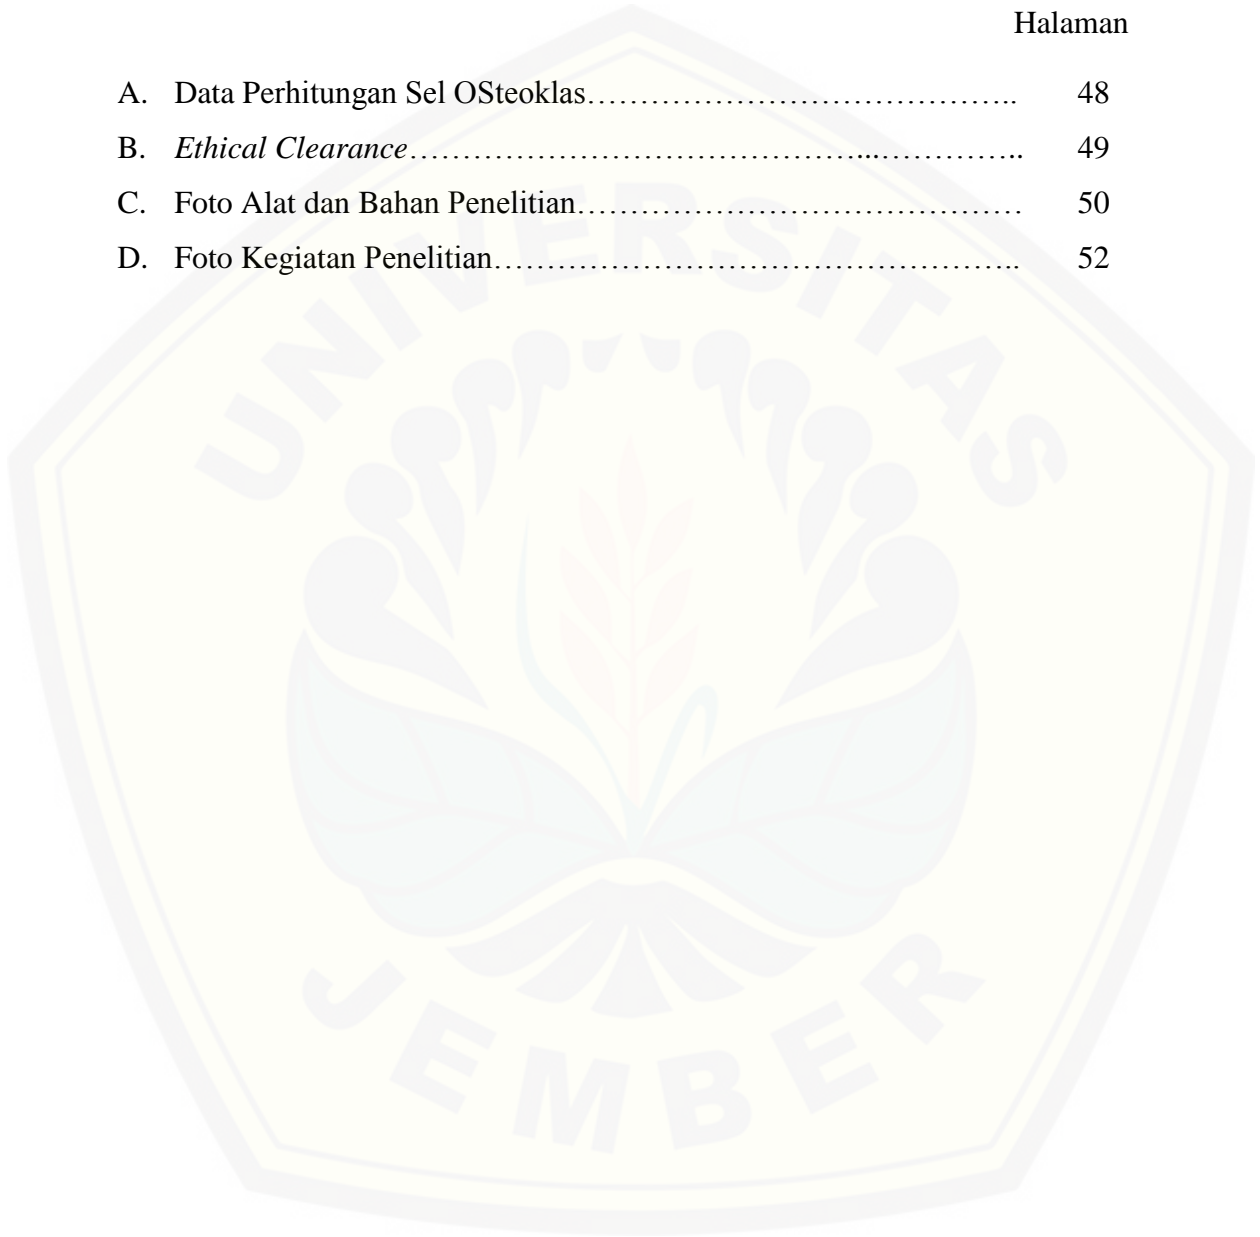 Halaman
A. Data Perhitungan Sel OSteoklas………………………………….. 48
B. Ethical Clearance……………………………………...………….. 49
C. Foto Alat dan Bahan Penelitian…………………………………… 50
D. Foto Kegiatan Penelitian………………………………………….. 52
UNIVERSITAS
JEMBER